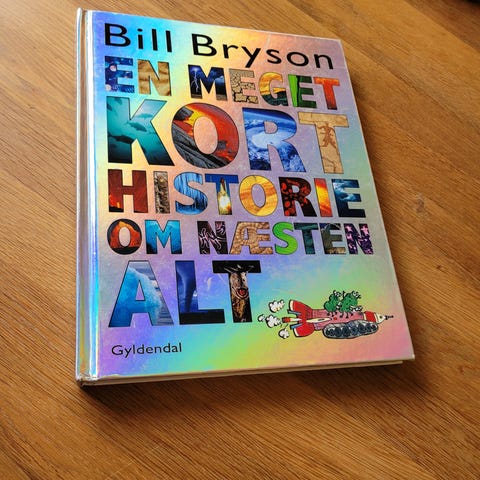 Bill Bryson
EN MEGET
KORT
HISTORIE
OM NÆSTEN
ALT
Gyldendal